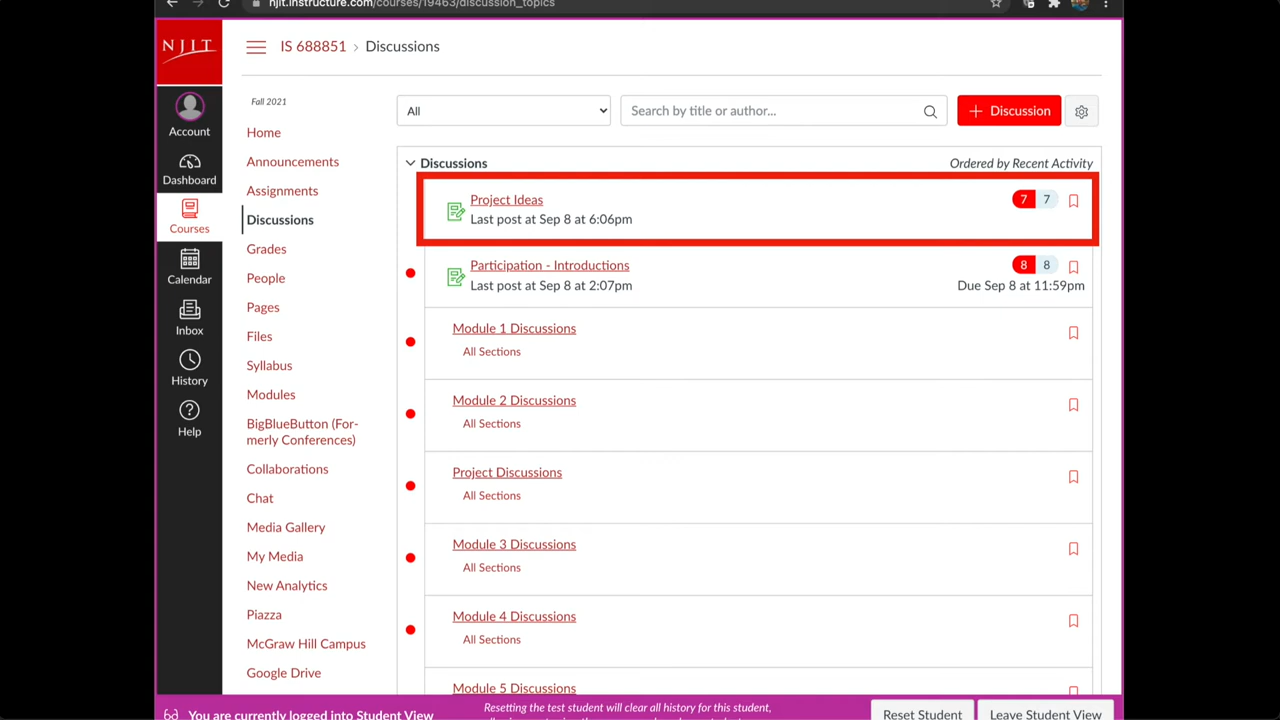 njit.instructure.com/courses/19463/discussion_topics
NJIT
IS 688851 › Discussions
Account
Dashboard
Courses
Calendar
Inbox
History
Help
Fall 2021
Home
Announcements
Assignments
Discussions
Grades
People
Pages
Files
Syllabus
Modules
BigBlueButton (For-
merly Conferences)
Collaborations
Chat
Media Gallery
My Media
New Analytics
Piazza
McGraw Hill Campus
Google Drive
All
Search by title or author...
+ Discussion
Discussions
Ordered by Recent Activity
Project Ideas
7 7
Last post at Sep 8 at 6:06pm
Participation - Introductions
8 8
Last post at Sep 8 at 2:07pm
Due Sep 8 at 11:59pm
Module 1 Discussions
All Sections
Module 2 Discussions
All Sections
Project Discussions
All Sections
Module 3 Discussions
All Sections
Module 4 Discussions
All Sections
Module 5 Discussions
You are currently logged into Student View
Resetting the test student will clear all history for this student,
Reset Student
Leave Student View